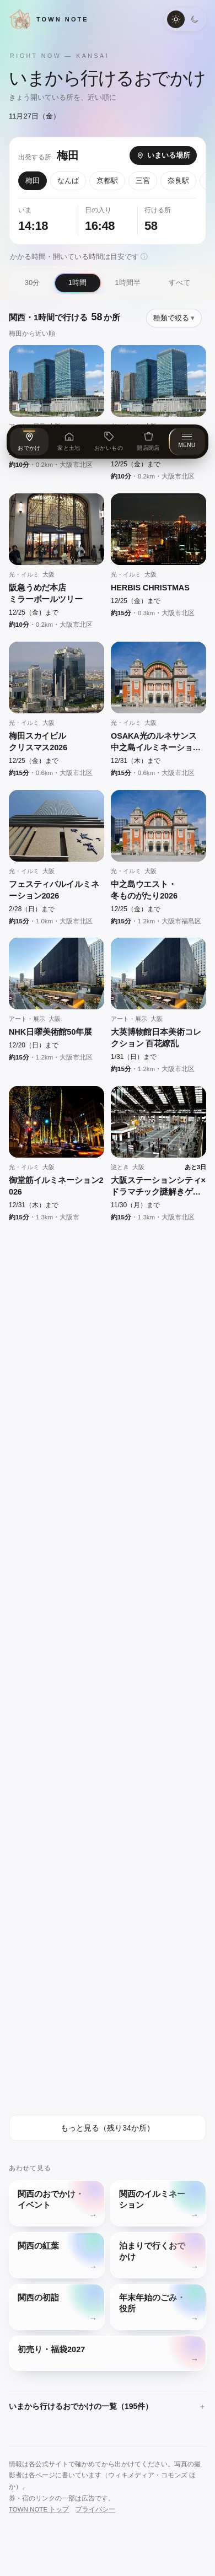 TOWN NOTE
RIGHT NOW — KANSAI
いまから行けるおでかけ
きょう開いている所を、近い順に
11月27日（金）
出発する所 梅田 いまいる場所
梅田 なんば 京都駅 三宮 奈良駅
いま 日の入り 行ける所
14:18 16:48 58
かかる時間・開いている時間は目安です ⓘ
30分 1時間 1時間半 すべて
関西・1時間で行ける 58か所 種類で絞る ▾
梅田から近い順
おでかけ 家と土地 おかいもの 開店閉店 MENU
約10分・0.2km・大阪市北区
12/25（金）まで
約10分・0.2km・大阪市北区
光・イルミ 大阪
阪急うめだ本店
ミラーボールツリー
12/25（金）まで
約10分・0.2km・大阪市北区
光・イルミ 大阪
HERBIS CHRISTMAS
12/25（金）まで
約15分・0.3km・大阪市北区
光・イルミ 大阪
梅田スカイビル
クリスマス2026
12/25（金）まで
約15分・0.6km・大阪市北区
光・イルミ 大阪
OSAKA光のルネサンス
中之島イルミネーショ…
12/31（木）まで
約15分・0.6km・大阪市北区
光・イルミ 大阪
フェスティバルイルミネ
ーション2026
2/28（日）まで
約15分・1.0km・大阪市北区
光・イルミ 大阪
中之島ウエスト・
冬ものがたり2026
12/25（金）まで
約15分・1.2km・大阪市福島区
アート・展示 大阪
NHK日曜美術館50年展
12/20（日）まで
約15分・1.2km・大阪市北区
アート・展示 大阪
大英博物館日本美術コレ
クション 百花繚乱
1/31（日）まで
約15分・1.2km・大阪市北区
光・イルミ 大阪
御堂筋イルミネーション2
026
12/31（木）まで
約15分・1.3km・大阪市
謎とき 大阪 あと3日
大阪ステーションシティ×
ドラマチック謎解きゲ…
11/30（月）まで
約15分・1.3km・大阪市北区
もっと見る（残り34か所）
あわせて見る
関西のおでかけ・
イベント
→
関西のイルミネー
ション
→
関西の紅葉
→
泊まりで行くおで
かけ
→
関西の初詣
→
年末年始のごみ・
役所
→
初売り・福袋2027
→
いまから行けるおでかけの一覧（195件） +
情報は各公式サイトで確かめてから出かけてください。写真の撮
影者は各ページに書いています（ウィキメディア・コモンズ ほ
か）。
券・宿のリンクの一部は広告です。
TOWN NOTE トップ プライバシー